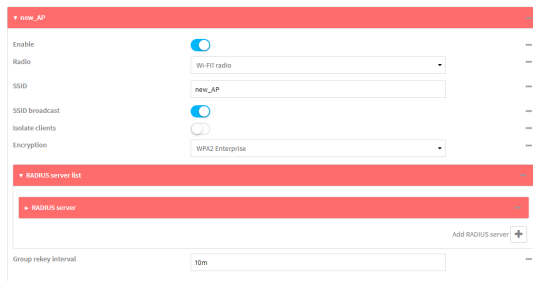 ▾ new_AP
Enable
Radio
Wi-Fi1 radio
SSID
new_AP
SSID broadcast
Isolate clients
Encryption
WPA2 Enterprise
▾ RADIUS server list
▸ RADIUS server
Add RADIUS server
Group rekey interval
10m